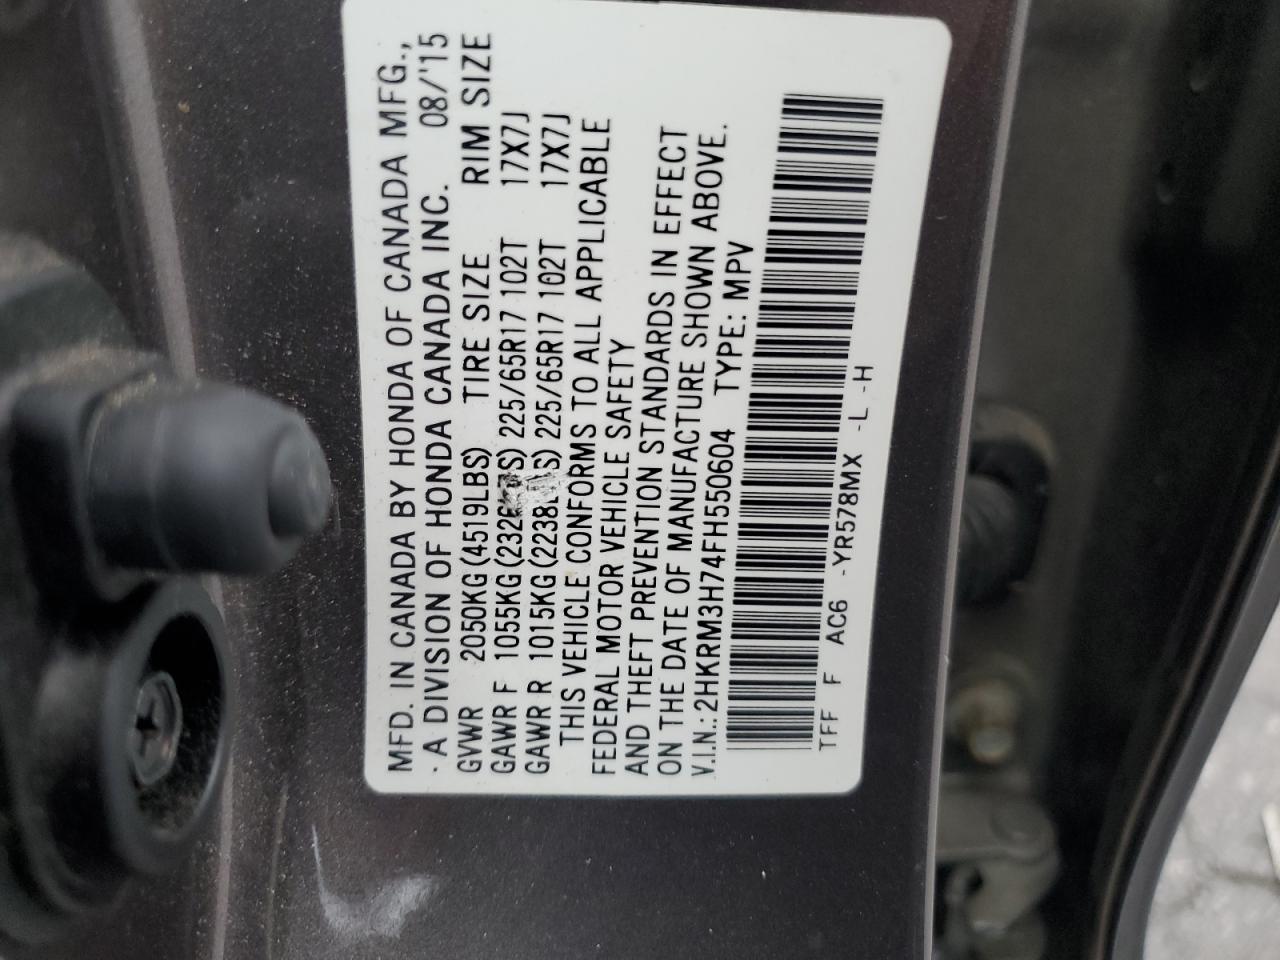 MFD. IN CANADA BY HONDA OF CANADA MFG.,
A DIVISION OF HONDA CANADA INC. 08/'15
GVWR 2050KG(4519LBS) TIRE SIZE RIM SIZE
GAWR F 1055KG 225/65R17 102T 17X7J
GAWR R 1015KG 225/65R17 102T 17X7J
THIS VEHICLE CONFORMS TO ALL APPLICABLE
FEDERAL MOTOR VEHICLE SAFETY
AND THEFT PREVENTION STANDARDS IN EFFECT
ON THE DATE OF MANUFACTURE SHOWN ABOVE.
V.I.N.: 2HKRM3H74FH550604 TYPE: MPV
TFF F AC6 -YR578MX -L -H